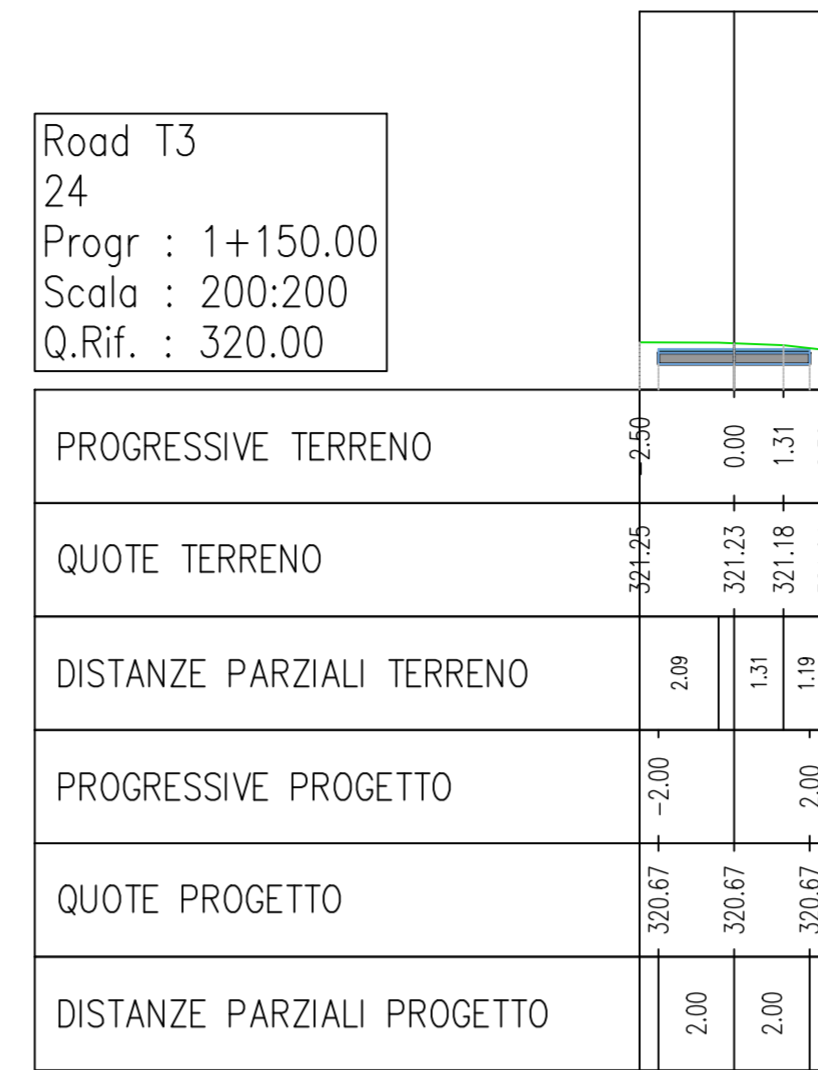 Road T3
24
Progr : 1+150.00
Scala : 200:200
Q.Rif. : 320.00
PROGRESSIVE TERRENO -2.50 0.00 1.31
QUOTE TERRENO 321.25 321.23 321.18
DISTANZE PARZIALI TERRENO 2.09 1.31 1.19
PROGRESSIVE PROGETTO -2.00 2.00
QUOTE PROGETTO 320.67 320.67 320.67
DISTANZE PARZIALI PROGETTO 2.00 2.00